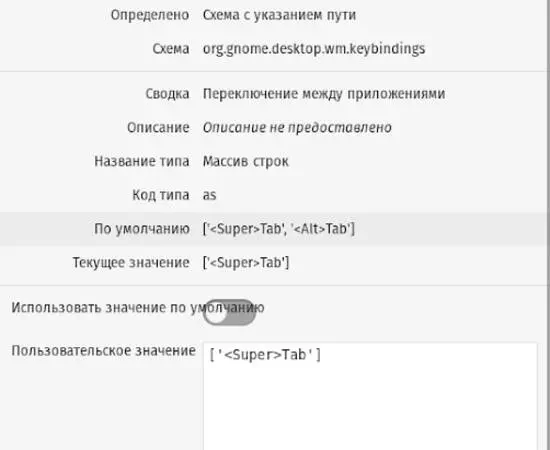 Определено Схема с указанием пути
Схема org.gnome.desktop.wm.keybindings
Сводка Переключение между приложениями
Описание Описание не предоставлено
Название типа Массив строк
Код типа as
По умолчанию ['<Super>Tab', '<Alt>Tab']
Текущее значение ['<Super>Tab']
Использовать значение по умолчанию
Пользовательское значение ['<Super>Tab']